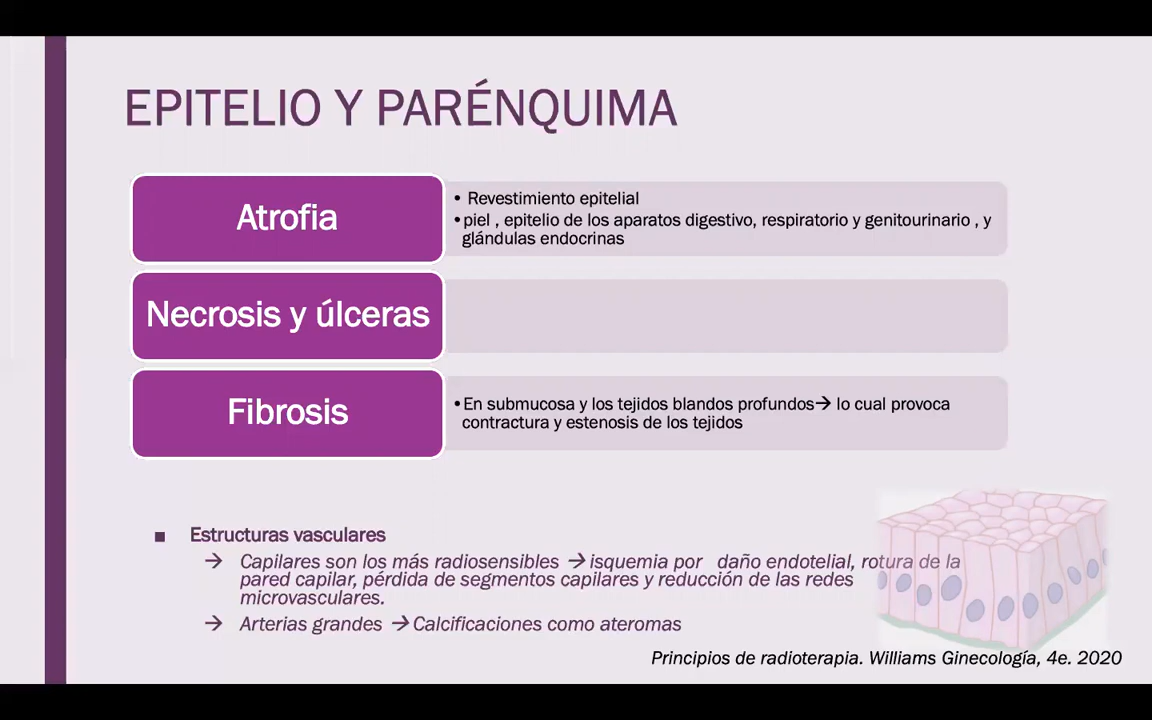 EPITELIO Y PARÉNQUIMA
Atrofia
• Revestimiento epitelial
•piel , epitelio de los aparatos digestivo, respiratorio y genitourinario , y
glándulas endocrinas
Necrosis y úlceras
Fibrosis
•En submucosa y los tejidos blandos profundos→ lo cual provoca
contractura y estenosis de los tejidos
■ Estructuras vasculares
→ Capilares son los más radiosensibles → isquemia por daño endotelial, rotura de la
pared capilar, pérdida de segmentos capilares y reducción de las redes
microvasculares.
→ Arterias grandes → Calcificaciones como ateromas
Principios de radioterapia. Williams Ginecología, 4e. 2020